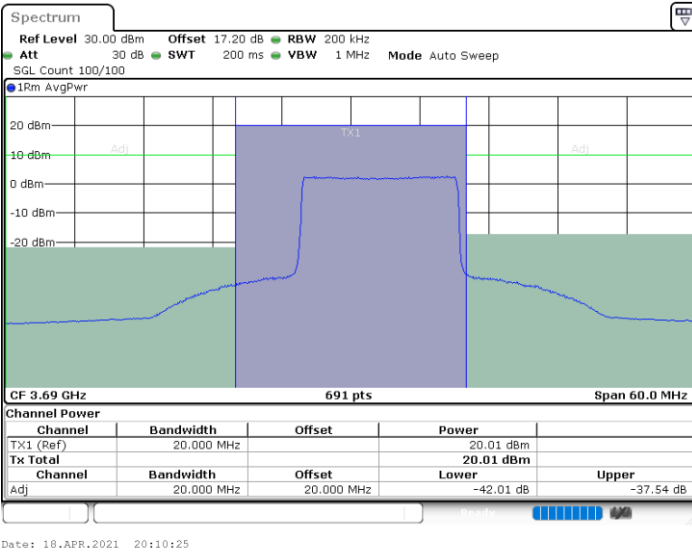 Spectrum
Ref Level 30.00 dBm Offset 17.20 dB RBW 200 kHz
Att 30 dB SWT 200 ms VBW 1 MHz Mode Auto Sweep
SGL Count 100/100
1Rm AvgPwr
20 dBm
TX1
Adj Adj
10 dBm
0 dBm
-10 dBm
-20 dBm
CF 3.69 GHz 691 pts Span 60.0 MHz
Channel Power
Channel Bandwidth Offset Power
TX1 (Ref) 20.000 MHz 20.01 dBm
Tx Total 20.01 dBm
Channel Bandwidth Offset Lower Upper
Adj 20.000 MHz 20.000 MHz -42.01 dB -37.54 dB
Ready
Date: 18.APR.2021 20:10:25